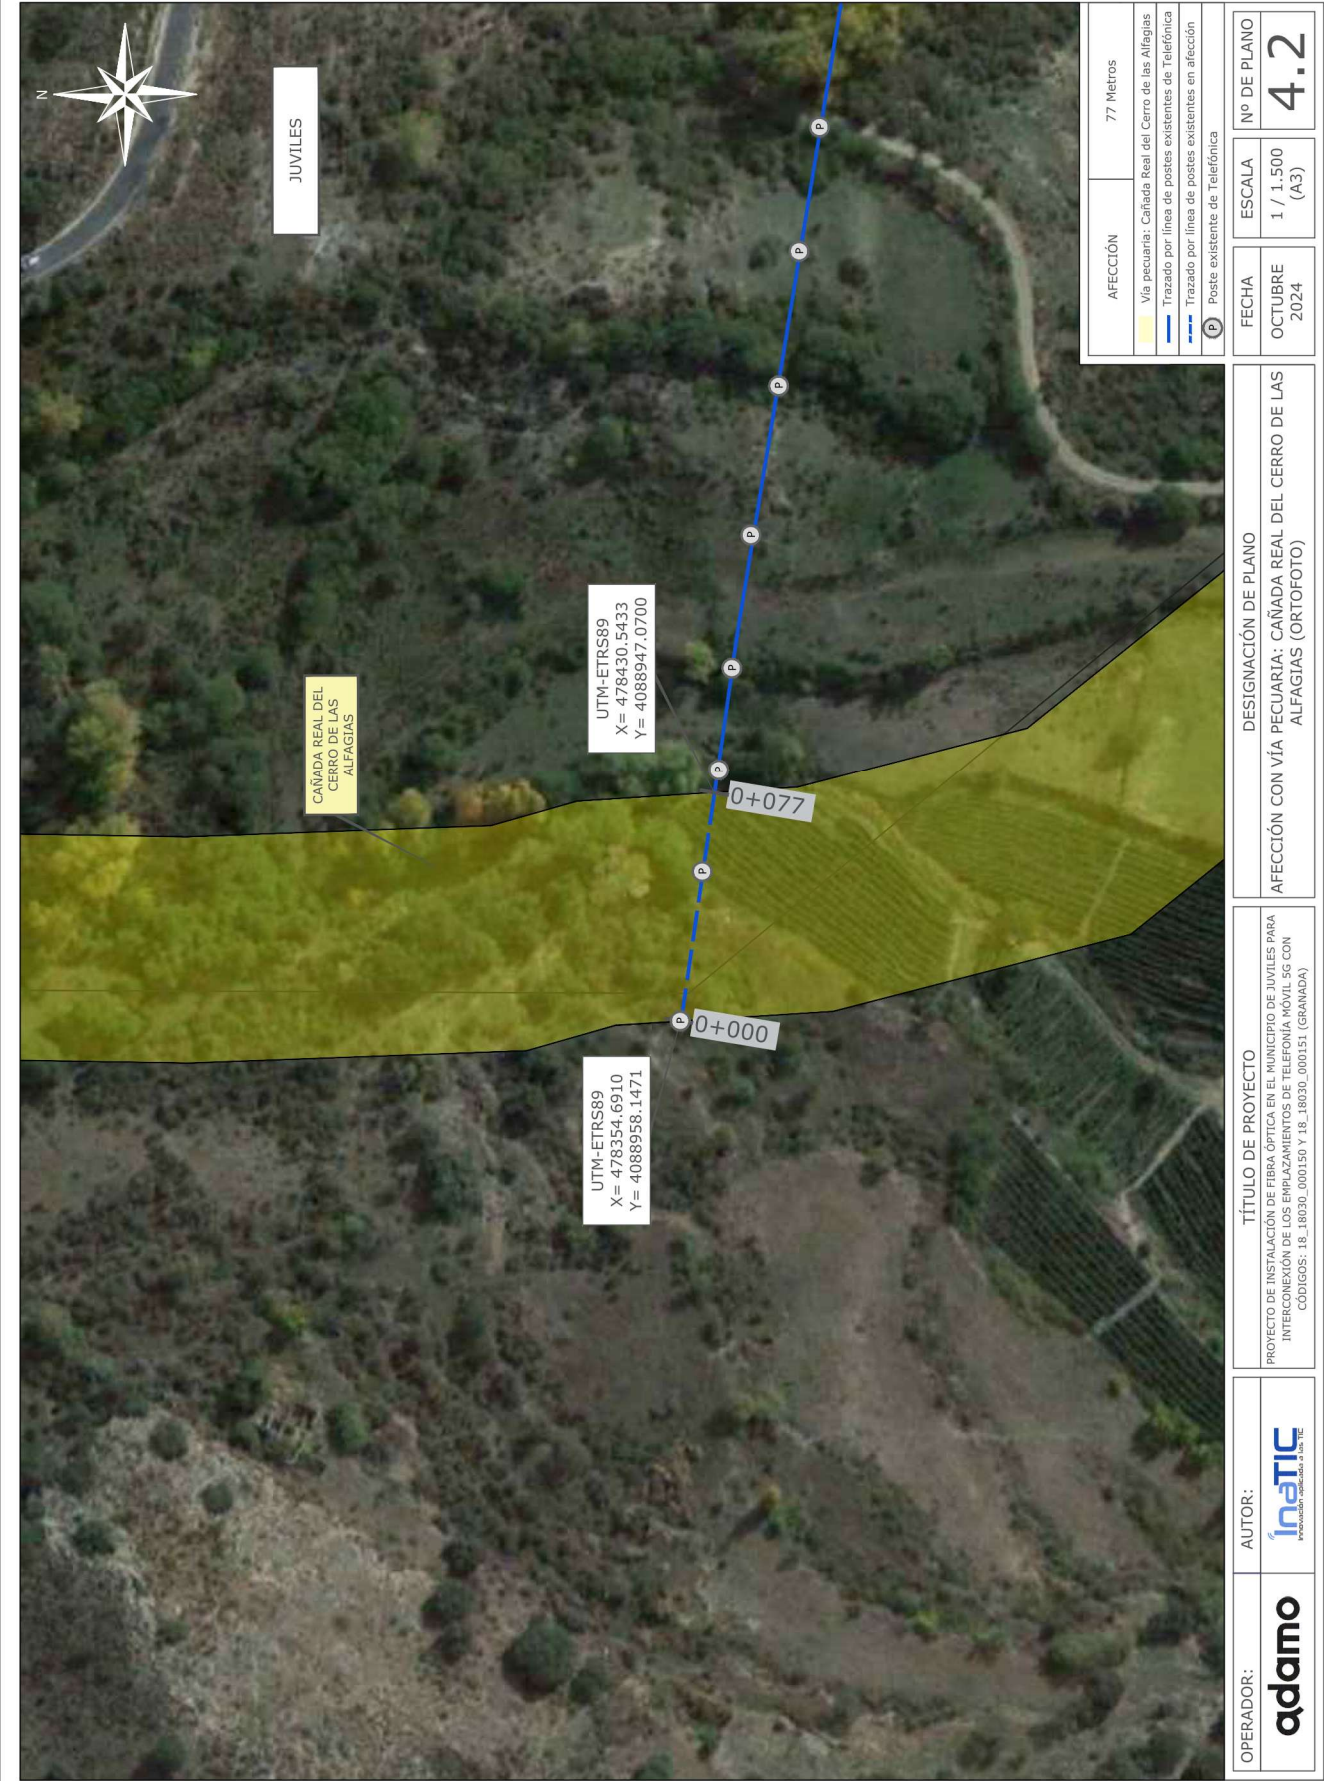 N
JUVILES
CAÑADA REAL DEL
CERRO DE LAS
ALFAGIAS
UTM-ETRS89
X= 478430.5433
Y= 4088947.0700
0+077
UTM-ETRS89
X= 478354.6910
Y= 4088958.1471
0+000
P
P
P
P
P
P
P
P
AFECCIÓN
77 Metros
Vía pecuaria: Cañada Real del Cerro de las Alfagias
Trazado por línea de postes existentes de Telefónica
Trazado por línea de postes existentes en afección
P Poste existente de Telefónica
OPERADOR:
adamo
AUTOR:
inaTIC
Innovación aplicada a las TIC
TÍTULO DE PROYECTO
PROYECTO DE INSTALACIÓN DE FIBRA ÓPTICA EN EL MUNICIPIO DE JUVILES PARA
INTERCONEXIÓN DE LOS EMPLAZAMIENTOS DE TELEFONÍA MÓVIL 5G CON
CÓDIGOS: 18_18030_000150 Y 18_18030_000151 (GRANADA)
DESIGNACIÓN DE PLANO
AFECCIÓN CON VÍA PECUARIA: CAÑADA REAL DEL CERRO DE LAS
ALFAGIAS (ORTOFOTO)
FECHA
OCTUBRE
2024
ESCALA
1 / 1.500
(A3)
Nº DE PLANO
4.2